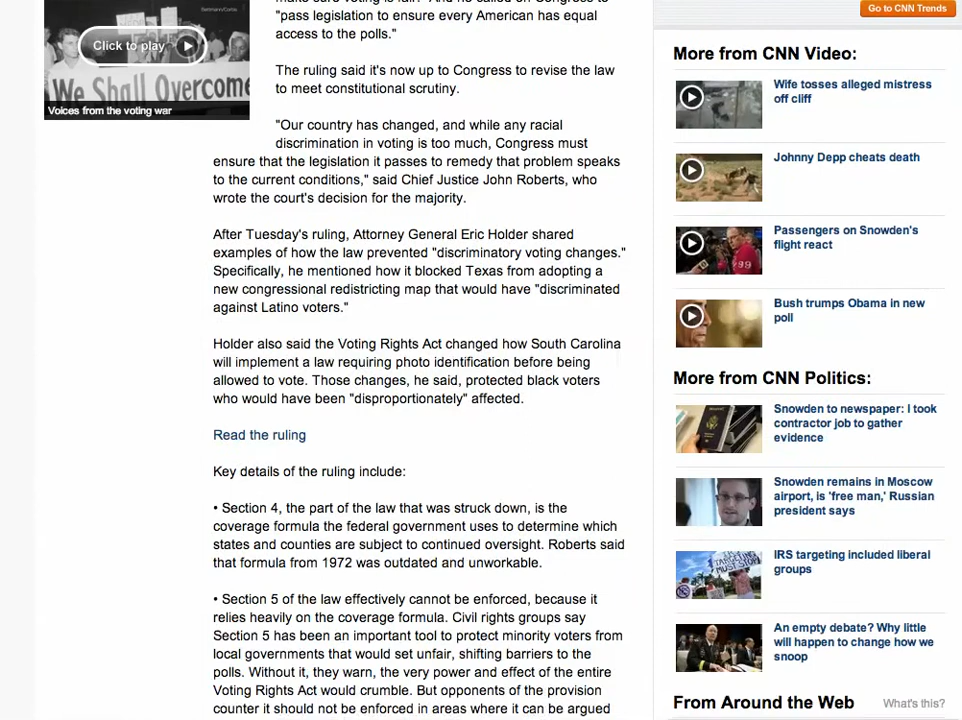 make sure voting is fair. And he called on Congress to
"pass legislation to ensure every American has equal
access to the polls."
Click to play
We Shall Overcome
Voices from the voting war
The ruling said it's now up to Congress to revise the law
to meet constitutional scrutiny.
"Our country has changed, and while any racial
discrimination in voting is too much, Congress must
ensure that the legislation it passes to remedy that problem speaks
to the current conditions," said Chief Justice John Roberts, who
wrote the court's decision for the majority.
After Tuesday's ruling, Attorney General Eric Holder shared
examples of how the law prevented "discriminatory voting changes."
Specifically, he mentioned how it blocked Texas from adopting a
new congressional redistricting map that would have "discriminated
against Latino voters."
Holder also said the Voting Rights Act changed how South Carolina
will implement a law requiring photo identification before being
allowed to vote. Those changes, he said, protected black voters
who would have been "disproportionately" affected.
Read the ruling
Key details of the ruling include:
• Section 4, the part of the law that was struck down, is the
coverage formula the federal government uses to determine which
states and counties are subject to continued oversight. Roberts said
that formula from 1972 was outdated and unworkable.
• Section 5 of the law effectively cannot be enforced, because it
relies heavily on the coverage formula. Civil rights groups say
Section 5 has been an important tool to protect minority voters from
local governments that would set unfair, shifting barriers to the
polls. Without it, they warn, the very power and effect of the entire
Voting Rights Act would crumble. But opponents of the provision
counter it should not be enforced in areas where it can be argued
Go to CNN Trends
More from CNN Video:
Wife tosses alleged mistress
off cliff
Johnny Depp cheats death
Passengers on Snowden's
flight react
Bush trumps Obama in new
poll
More from CNN Politics:
Snowden to newspaper: I took
contractor job to gather
evidence
Snowden remains in Moscow
airport, is 'free man,' Russian
president says
IRS targeting included liberal
groups
An empty debate? Why little
will happen to change how we
snoop
From Around the Web
What's this?